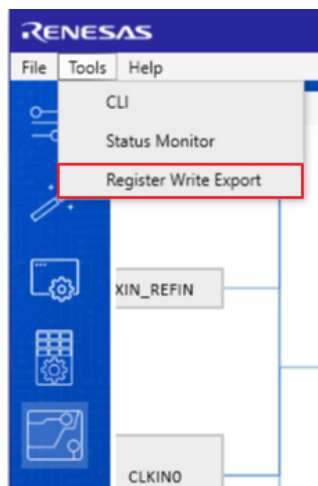 RENESAS
File Tools Help
CLI
Status Monitor
Register Write Export
XIN_REFIN
CLKIN0